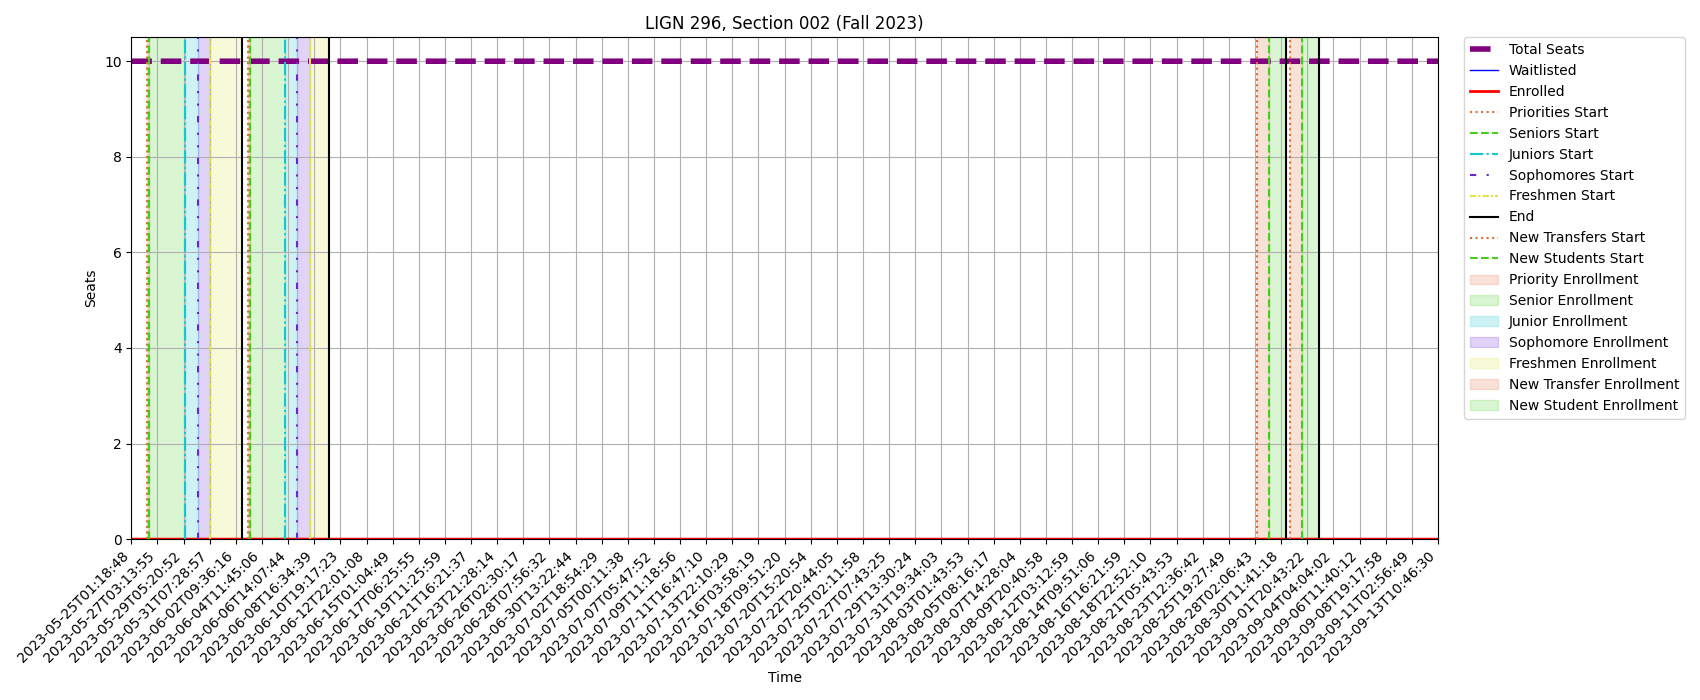 LIGN 296, Section 002 (Fall 2023)
10
8
6
4
2
0
Seats
2023-05-25T01:18:48
2023-05-27T03:13:55
2023-05-29T05:20:52
2023-05-31T07:28:57
2023-06-02T09:36:16
2023-06-04T11:45:06
2023-06-06T14:07:44
2023-06-08T16:34:39
2023-06-10T19:17:23
2023-06-12T22:01:08
2023-06-15T01:04:49
2023-06-17T06:25:55
2023-06-19T11:25:59
2023-06-21T16:21:37
2023-06-23T21:28:14
2023-06-26T02:30:17
2023-06-28T07:56:32
2023-06-30T13:22:44
2023-07-02T18:54:29
2023-07-05T00:11:38
2023-07-07T05:47:52
2023-07-09T11:18:56
2023-07-11T16:47:10
2023-07-13T22:10:29
2023-07-16T03:58:19
2023-07-18T09:51:20
2023-07-20T15:20:54
2023-07-22T20:44:05
2023-07-25T02:11:58
2023-07-27T07:43:25
2023-07-29T13:30:24
2023-07-31T19:34:03
2023-08-03T01:43:53
2023-08-05T08:16:17
2023-08-07T14:28:04
2023-08-09T20:40:58
2023-08-12T03:12:59
2023-08-14T09:51:06
2023-08-16T16:21:59
2023-08-18T22:52:10
2023-08-21T05:43:53
2023-08-23T12:36:42
2023-08-25T19:27:49
2023-08-28T02:06:43
2023-08-30T11:41:18
2023-09-01T20:43:22
2023-09-04T04:04:02
2023-09-06T11:40:12
2023-09-08T19:17:58
2023-09-11T02:56:49
2023-09-13T10:46:30
Time
Total Seats
Waitlisted
Enrolled
Priorities Start
Seniors Start
Juniors Start
Sophomores Start
Freshmen Start
End
New Transfers Start
New Students Start
Priority Enrollment
Senior Enrollment
Junior Enrollment
Sophomore Enrollment
Freshmen Enrollment
New Transfer Enrollment
New Student Enrollment